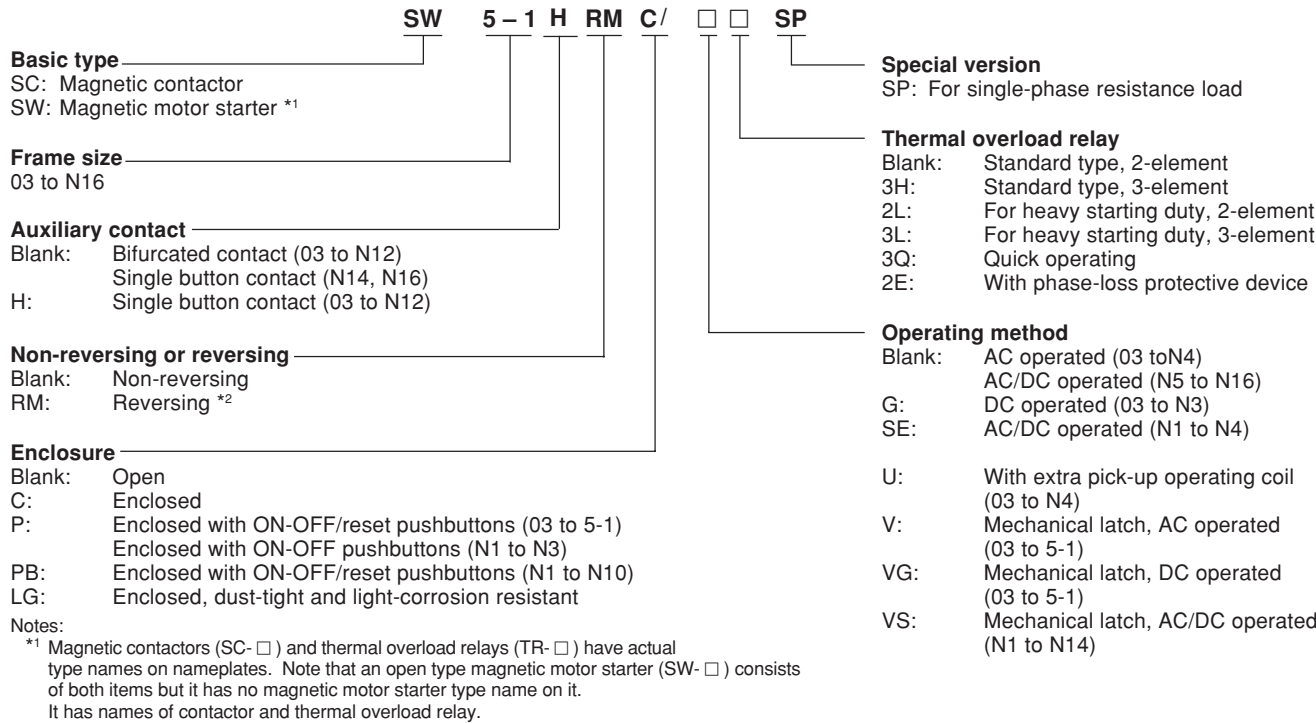 SW 5 – 1 H RM C/ □ □ SP
Basic type
SC: Magnetic contactor
SW: Magnetic motor starter *1
Frame size
03 to N16
Auxiliary contact
Blank: Bifurcated contact (03 to N12)
Single button contact (N14, N16)
H: Single button contact (03 to N12)
Non-reversing or reversing
Blank: Non-reversing
RM: Reversing *2
Enclosure
Blank: Open
C: Enclosed
P: Enclosed with ON-OFF/reset pushbuttons (03 to 5-1)
Enclosed with ON-OFF pushbuttons (N1 to N3)
PB: Enclosed with ON-OFF/reset pushbuttons (N1 to N10)
LG: Enclosed, dust-tight and light-corrosion resistant
Notes:
*1 Magnetic contactors (SC- □ ) and thermal overload relays (TR- □ ) have actual
type names on nameplates. Note that an open type magnetic motor starter (SW- □ ) consists
of both items but it has no magnetic motor starter type name on it.
It has names of contactor and thermal overload relay.
Special version
SP: For single-phase resistance load
Thermal overload relay
Blank: Standard type, 2-element
3H: Standard type, 3-element
2L: For heavy starting duty, 2-element
3L: For heavy starting duty, 3-element
3Q: Quick operating
2E: With phase-loss protective device
Operating method
Blank: AC operated (03 toN4)
AC/DC operated (N5 to N16)
G: DC operated (03 to N3)
SE: AC/DC operated (N1 to N4)
U: With extra pick-up operating coil
(03 to N4)
V: Mechanical latch, AC operated
(03 to 5-1)
VG: Mechanical latch, DC operated
(03 to 5-1)
VS: Mechanical latch, AC/DC operated
(N1 to N14)